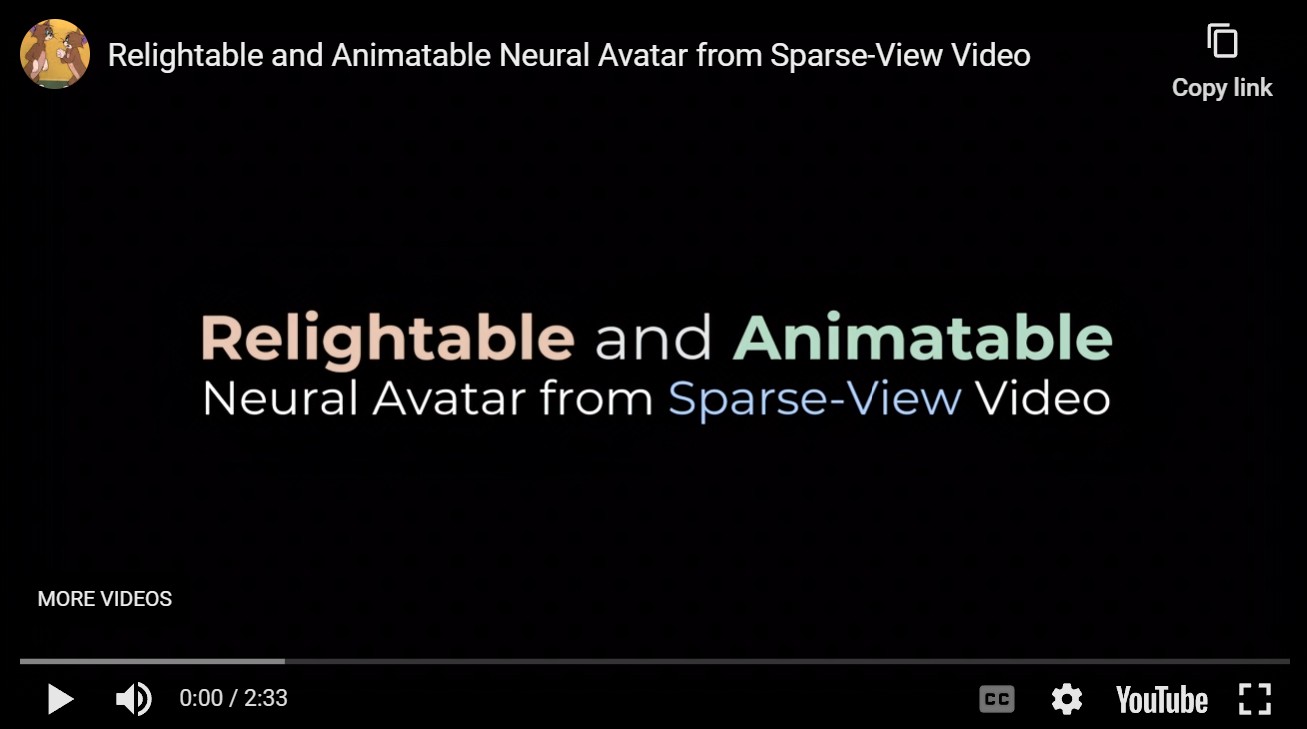 Relightable and Animatable Neural Avatar from Sparse-View Video
Copy link
Relightable and Animatable
Neural Avatar from Sparse-View Video
MORE VIDEOS
0:00 / 2:33
CC
YouTube